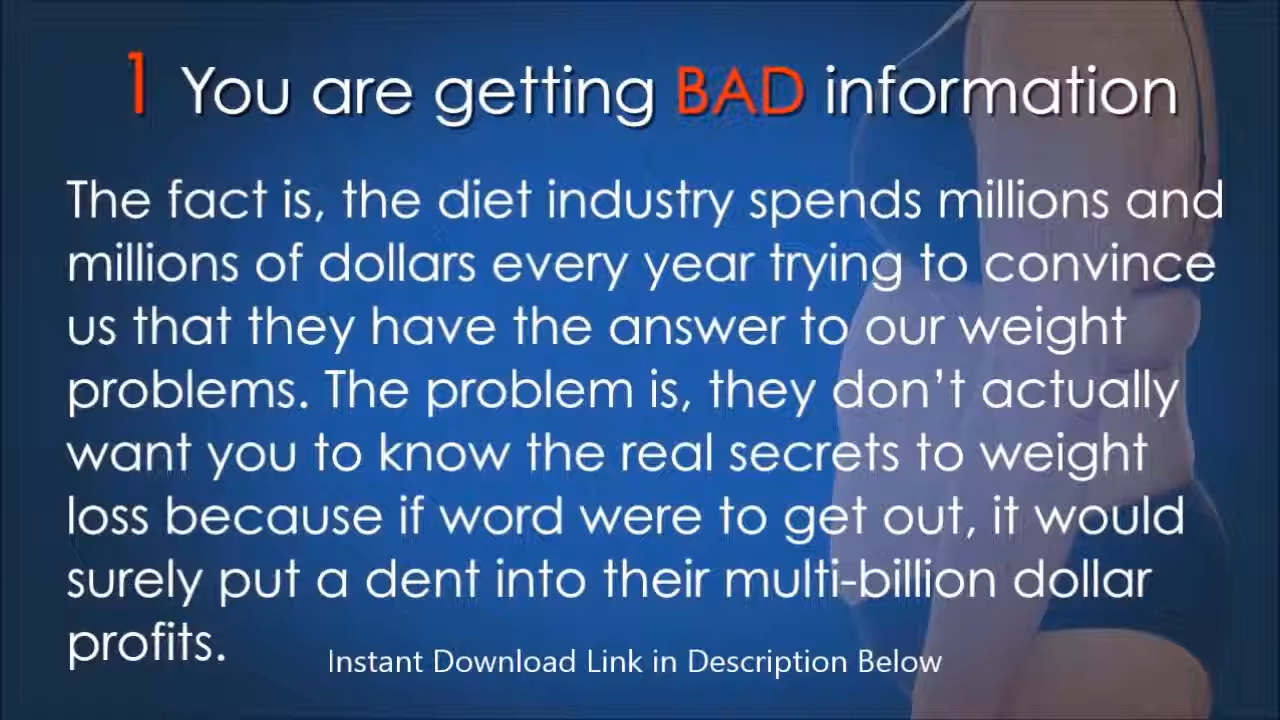 1 You are getting BAD information
The fact is, the diet industry spends millions and
millions of dollars every year trying to convince
us that they have the answer to our weight
problems. The problem is, they don’t actually
want you to know the real secrets to weight
loss because if word were to get out, it would
surely put a dent into their multi-billion dollar
profits.
Instant Download Link in Description Below